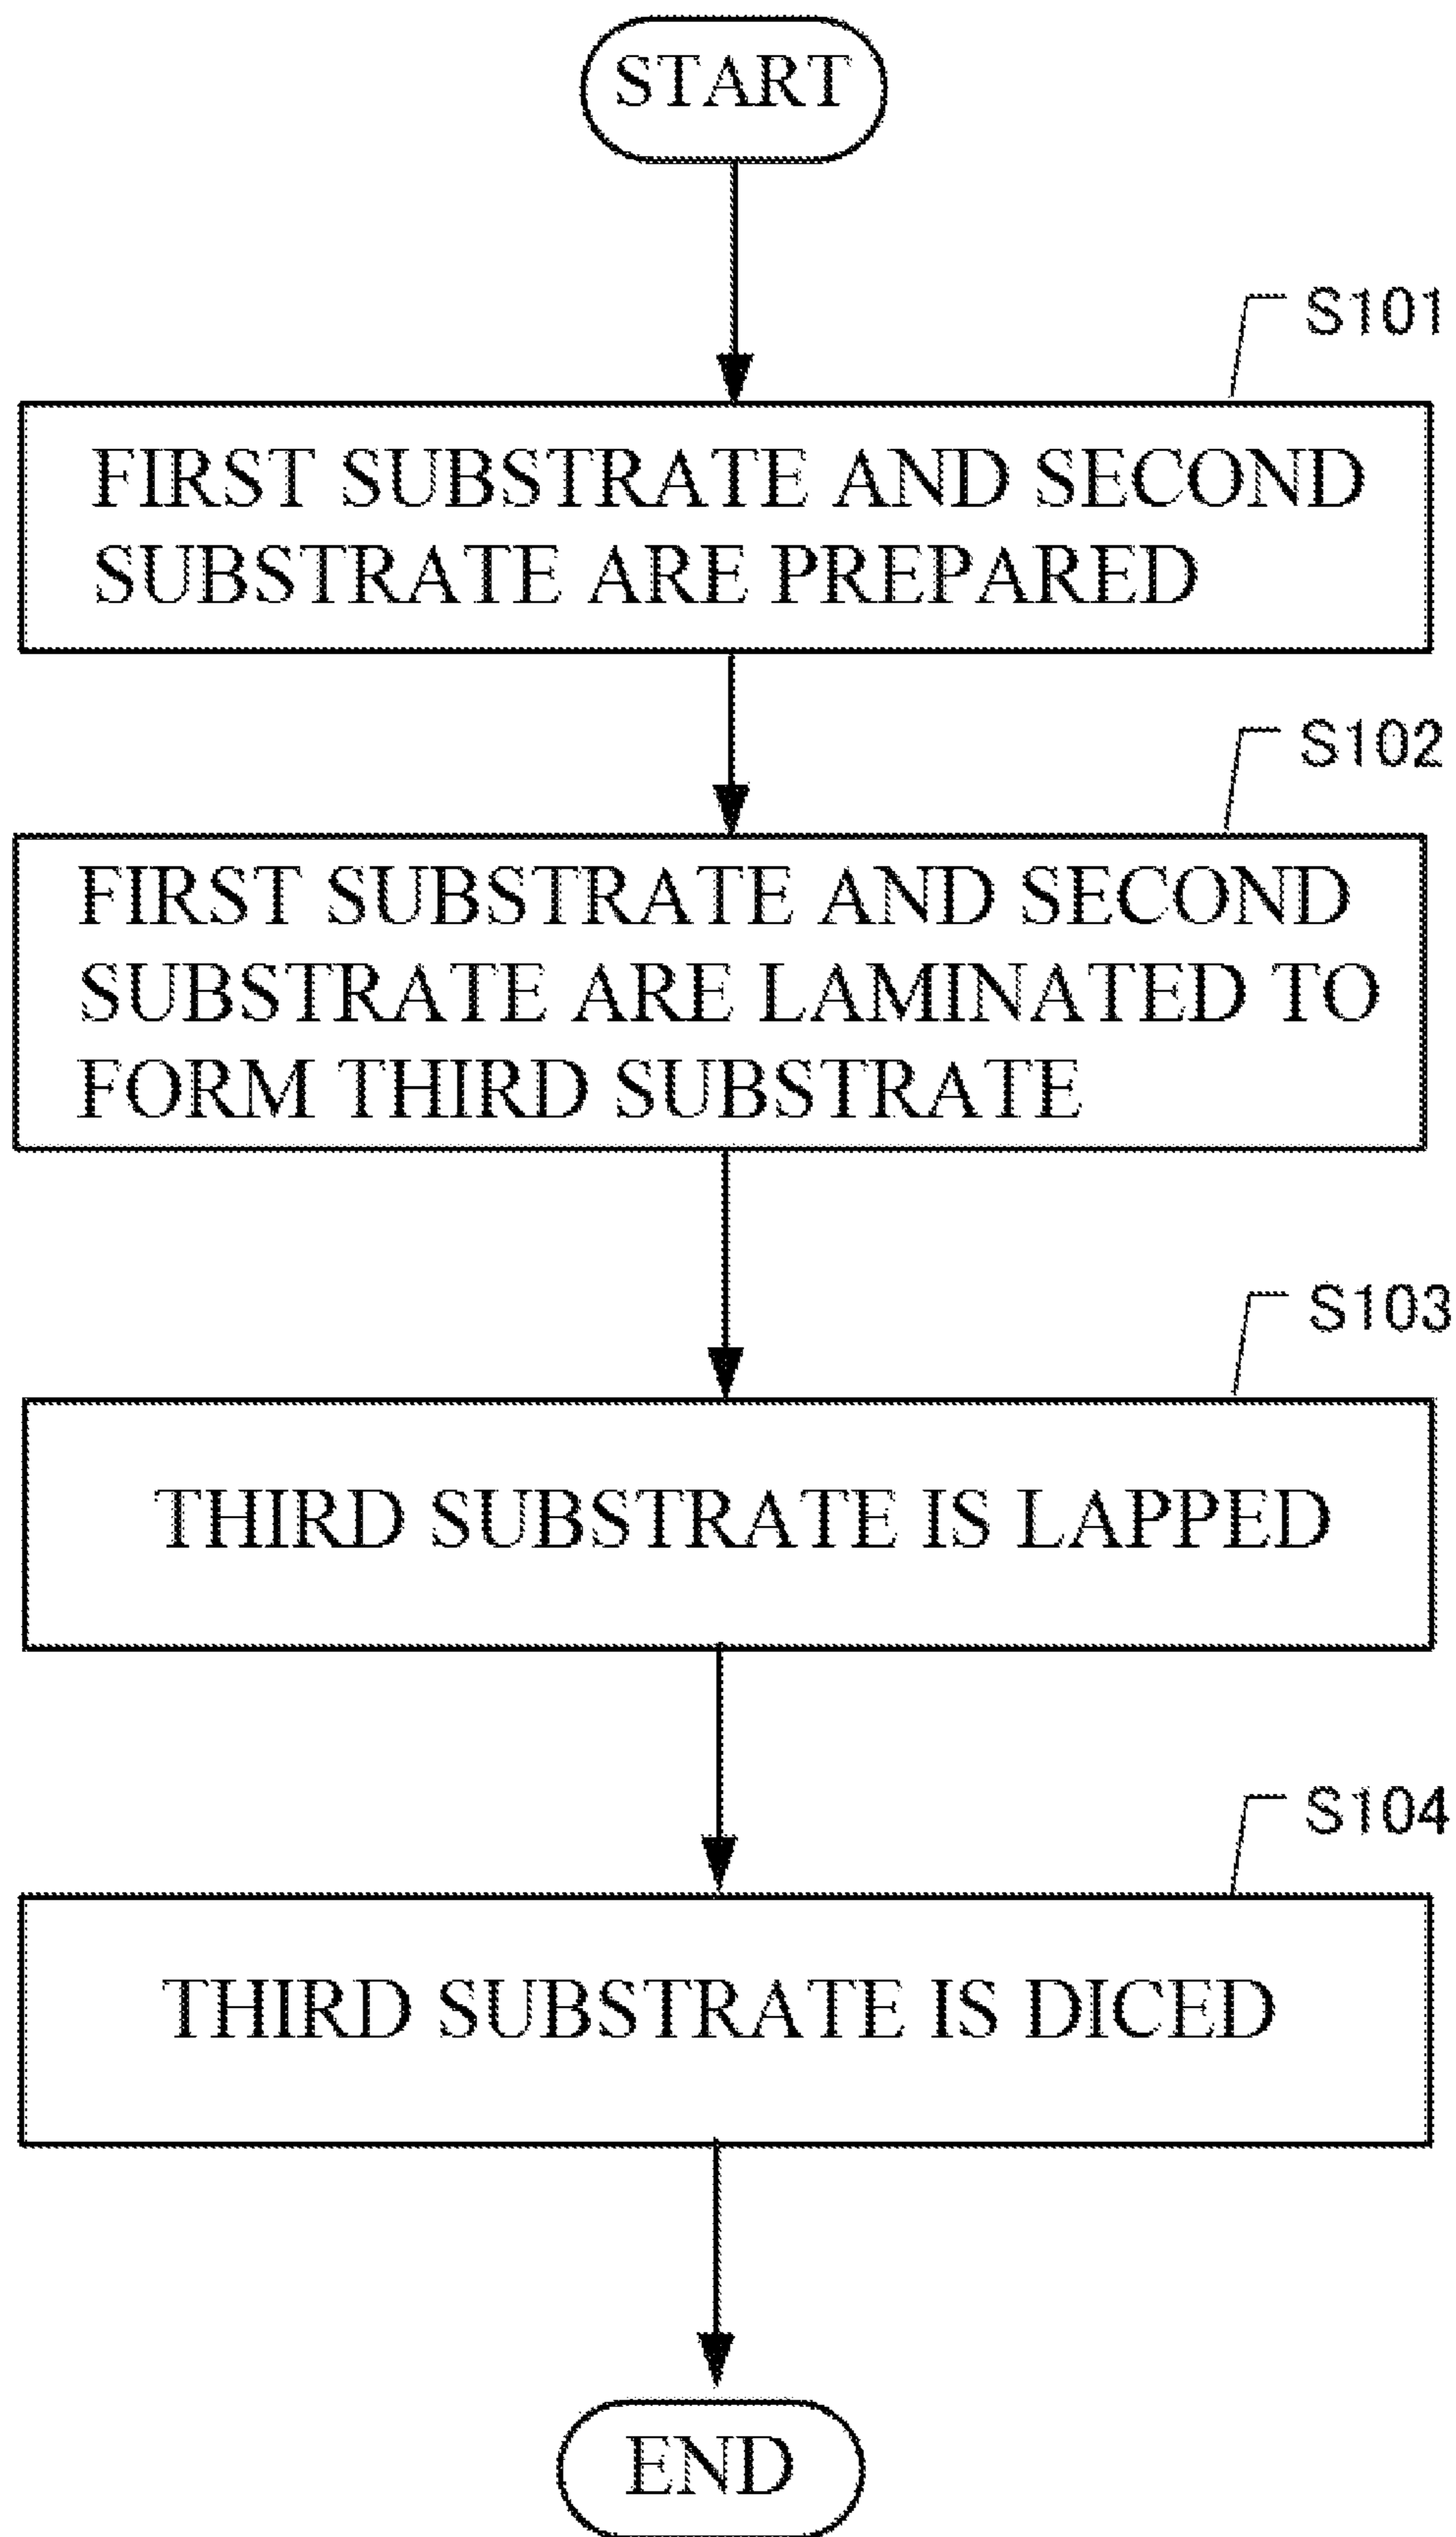 START
S101
FIRST SUBSTRATE AND SECOND
SUBSTRATE ARE PREPARED
S102
FIRST SUBSTRATE AND SECOND
SUBSTRATE ARE LAMINATED TO
FORM THIRD SUBSTRATE
S103
THIRD SUBSTRATE IS LAPPED
S104
THIRD SUBSTRATE IS DICED
END